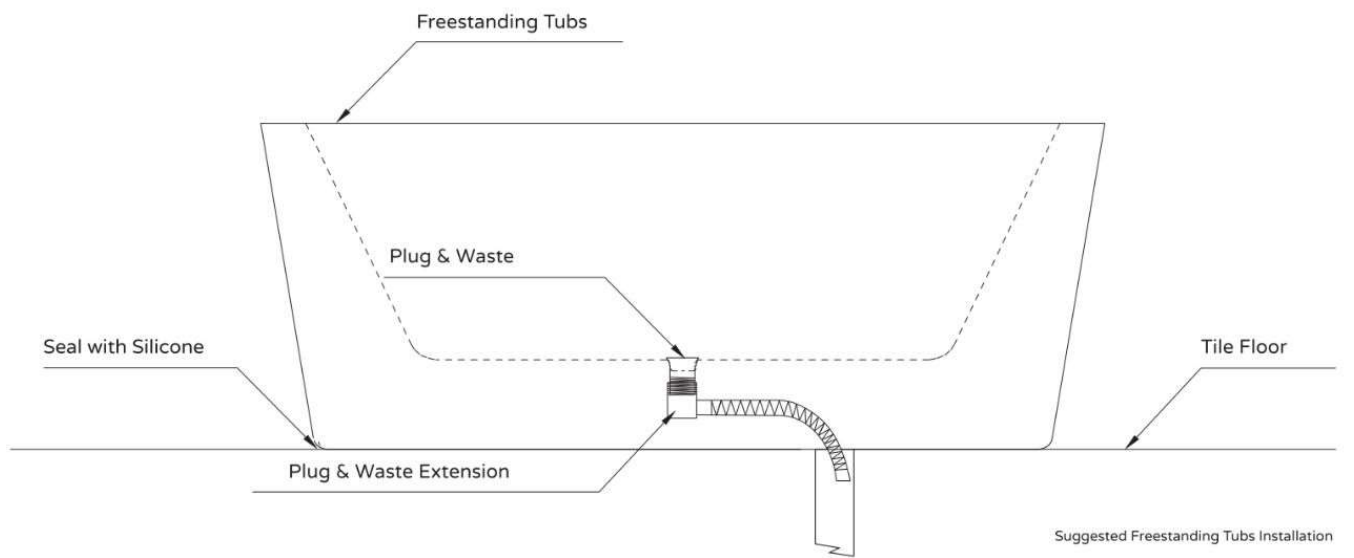 Freestanding Tubs
Plug & Waste
Seal with Silicone
Tile Floor
Plug & Waste Extension
Suggested Freestanding Tubs Installation